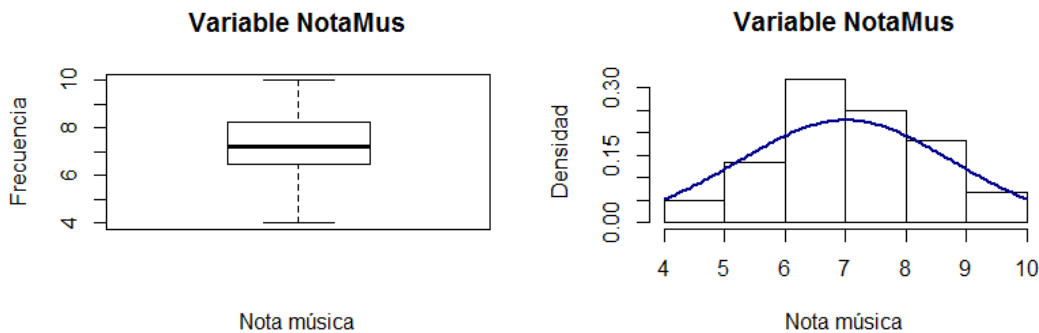 Variable NotaMus
Frecuencia
10
8
6
4
Nota música
Variable NotaMus
Densidad
0.30
0.15
0.00
4 5 6 7 8 9 10
Nota música